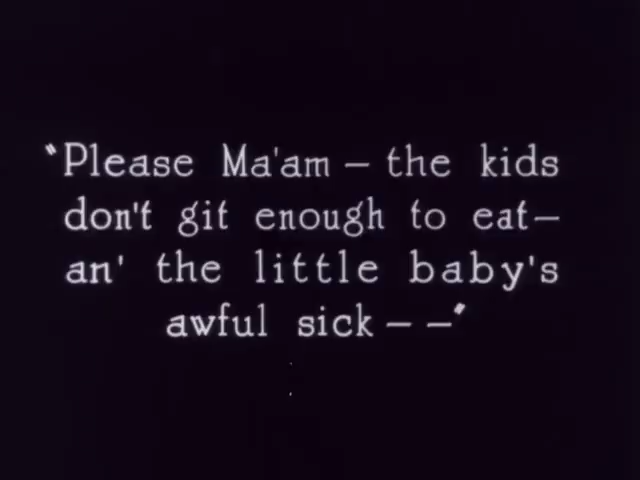 "Please Ma'am — the kids
don't git enough to eat—
an' the little baby's
awful sick — —"